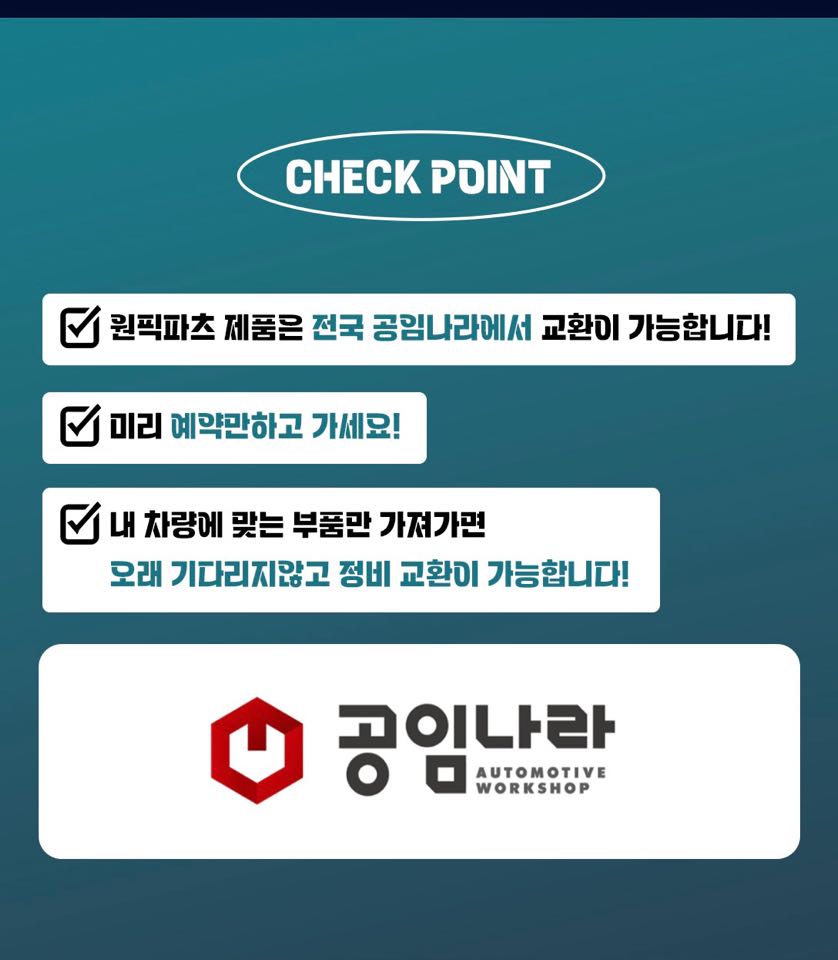 CHECK POINT
원픽파츠 제품은 전국 공임나라에서 교환이 가능합니다!
미리 예약만하고 가세요!
내 차량에 맞는 부품만 가져가면
오래 기다리지않고 정비 교환이 가능합니다!
공임나라
AUTOMOTIVE
WORKSHOP